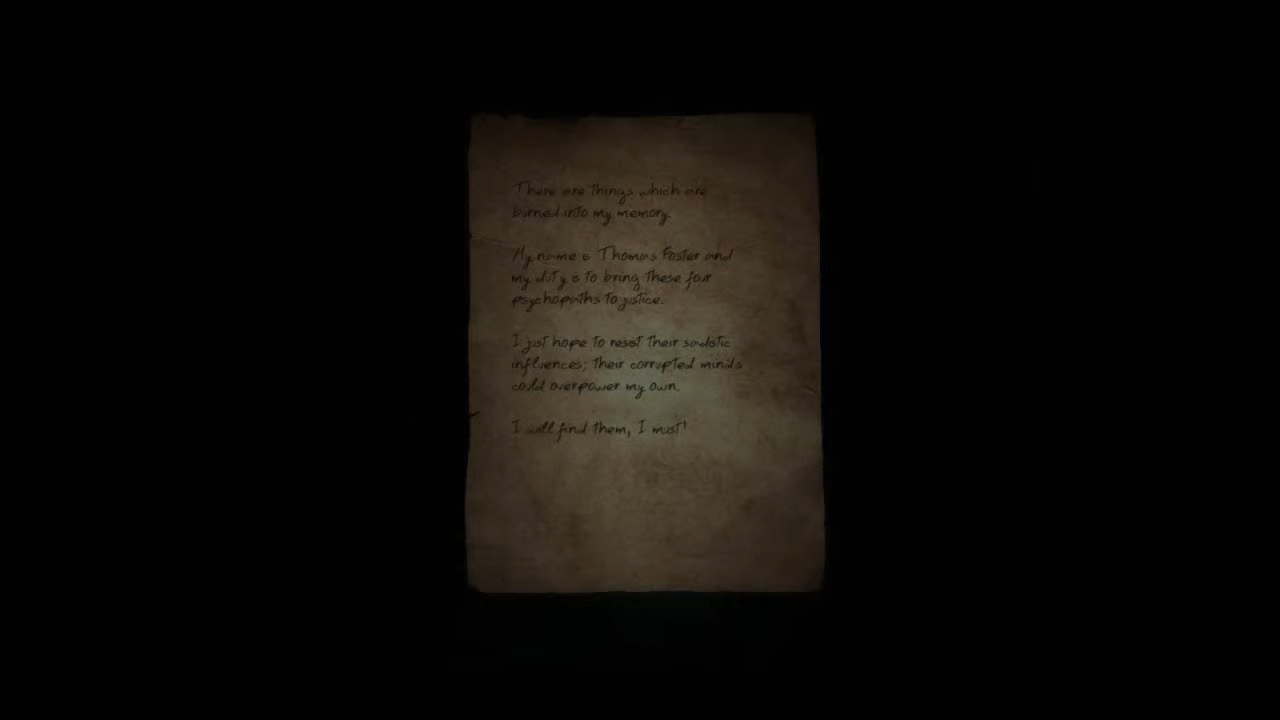 There are things which are
burned into my memory.
My name is Thomas Foster and
my duty is to bring these four
psychopaths to justice.
I just hope to resist their sadistic
influences; their corrupted minds
could overpower my own.
I will find them, I must!